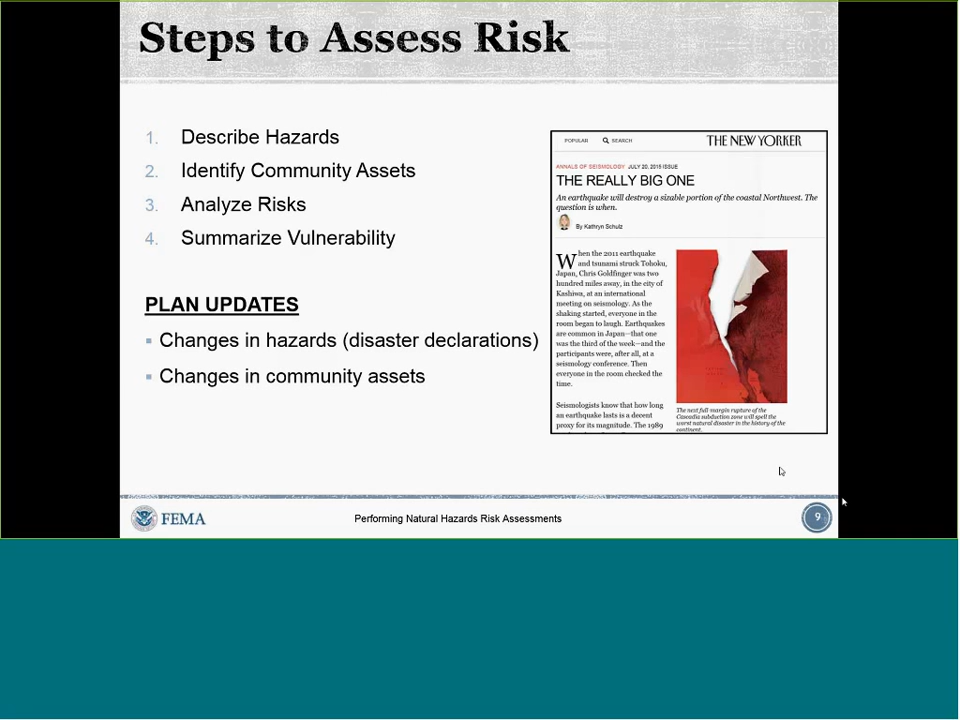 Steps to Assess Risk
1. Describe Hazards
2. Identify Community Assets
3. Analyze Risks
4. Summarize Vulnerability
PLAN UPDATES
Changes in hazards (disaster declarations)
Changes in community assets
POPULAR SEARCH THE NEW YORKER
ANNALS OF SEISMOLOGY JULY 20, 2015 ISSUE
THE REALLY BIG ONE
An earthquake will destroy a sizable portion of the coastal Northwest. The
question is when.
By Kathryn Schulz
When the 2011 earthquake
and tsunami struck Tohoku,
Japan, Chris Goldfinger was two
hundred miles away, in the city of
Kashiwa, at an international
meeting on seismology. As the
shaking started, everyone in the
room began to laugh. Earthquakes
are common in Japan—that one
was the third of the week—and the
participants were, after all, at a
seismology conference. Then
everyone in the room checked the
time.
Seismologists know that how long
an earthquake lasts is a decent
proxy for its magnitude. The 1989
The next full-margin rupture of the
Cascadia subduction zone will spell the
worst natural disaster in the history of the
continent.
FEMA
Performing Natural Hazards Risk Assessments
9